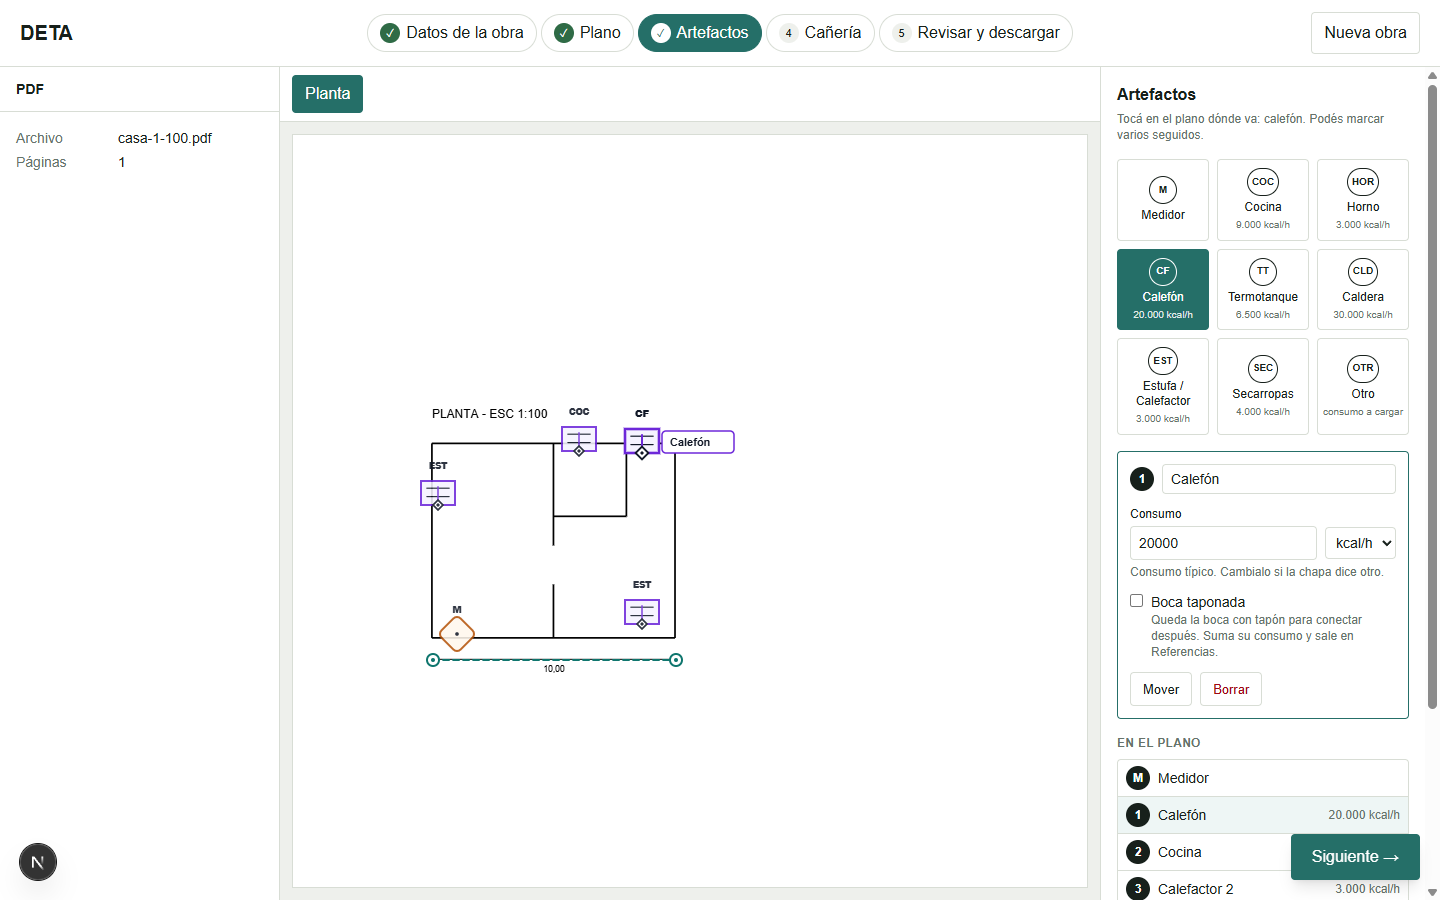 DETA
Datos de la obra
Plano
Artefactos
4 Cañería
5 Revisar y descargar
Nueva obra
PDF
Archivo casa-1-100.pdf
Páginas 1
Planta
PLANTA - ESC 1:100
COC
CF
Calefón
EST
EST
M
10,00
Artefactos
Tocá en el plano dónde va: calefón. Podés marcar
varios seguidos.
M
Medidor
COC
Cocina
9.000 kcal/h
HOR
Horno
3.000 kcal/h
CF
Calefón
20.000 kcal/h
TT
Termotanque
6.500 kcal/h
CLD
Caldera
30.000 kcal/h
EST
Estufa /
Calefactor
3.000 kcal/h
SEC
Secarropas
4.000 kcal/h
OTR
Otro
consumo a cargar
1 Calefón
Consumo
20000 kcal/h
Consumo típico. Cambialo si la chapa dice otro.
Boca taponada
Queda la boca con tapón para conectar
después. Suma su consumo y sale en
Referencias.
Mover Borrar
EN EL PLANO
M Medidor
1 Calefón 20.000 kcal/h
2 Cocina
3 Calefactor 2 3.000 kcal/h
Siguiente →
N